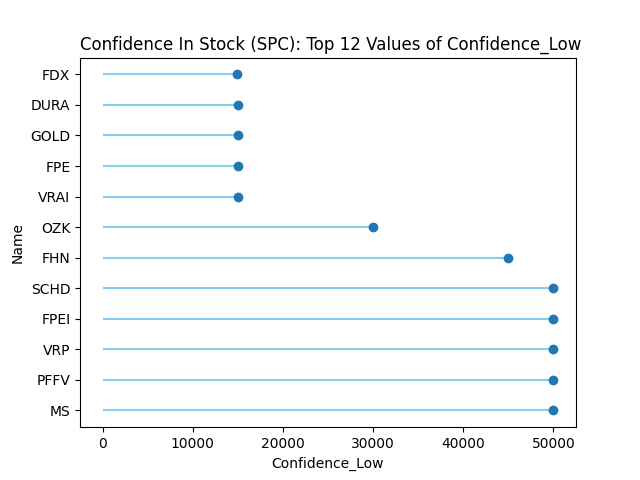 Confidence In Stock (SPC): Top 12 Values of Confidence_Low
FDX
DURA
GOLD
FPE
VRAI
OZK
FHN
SCHD
FPEI
VRP
PFFV
MS
Name
0 10000 20000 30000 40000 50000
Confidence_Low